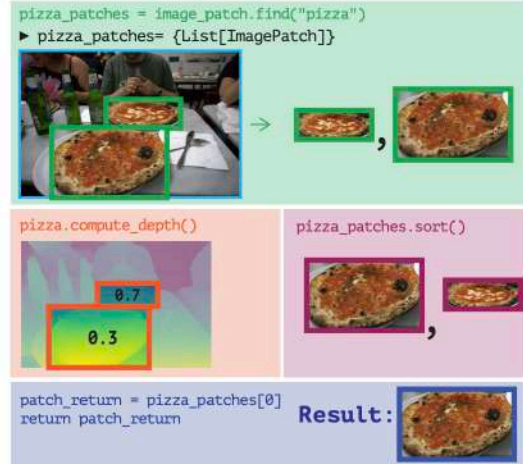 pizza_patches = image_patch.find("pizza")
▶ pizza_patches= {List[ImagePatch]}
→ ,
pizza.compute_depth()
0.7
0.3
pizza_patches.sort()
,
patch_return = pizza_patches[0]
return patch_return
Result: